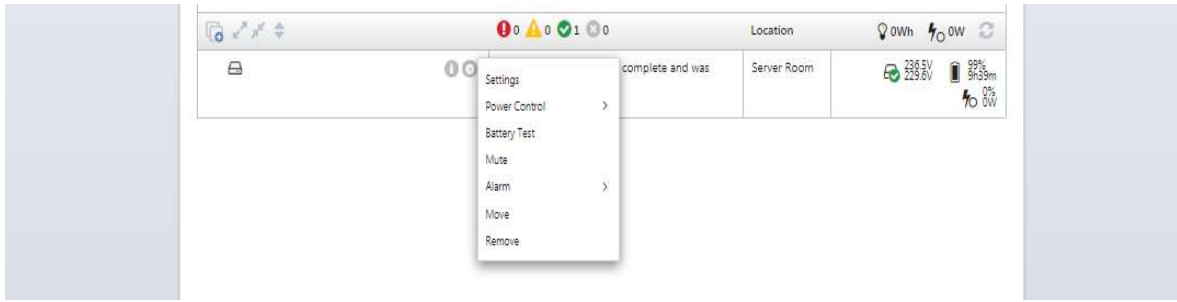 0 0 1 0 Location 0Wh 0W
complete and was Server Room 236.5V 99%
229.6V 9h39m
0%
0W
Settings
Power Control
Battery Test
Mute
Alarm
Move
Remove